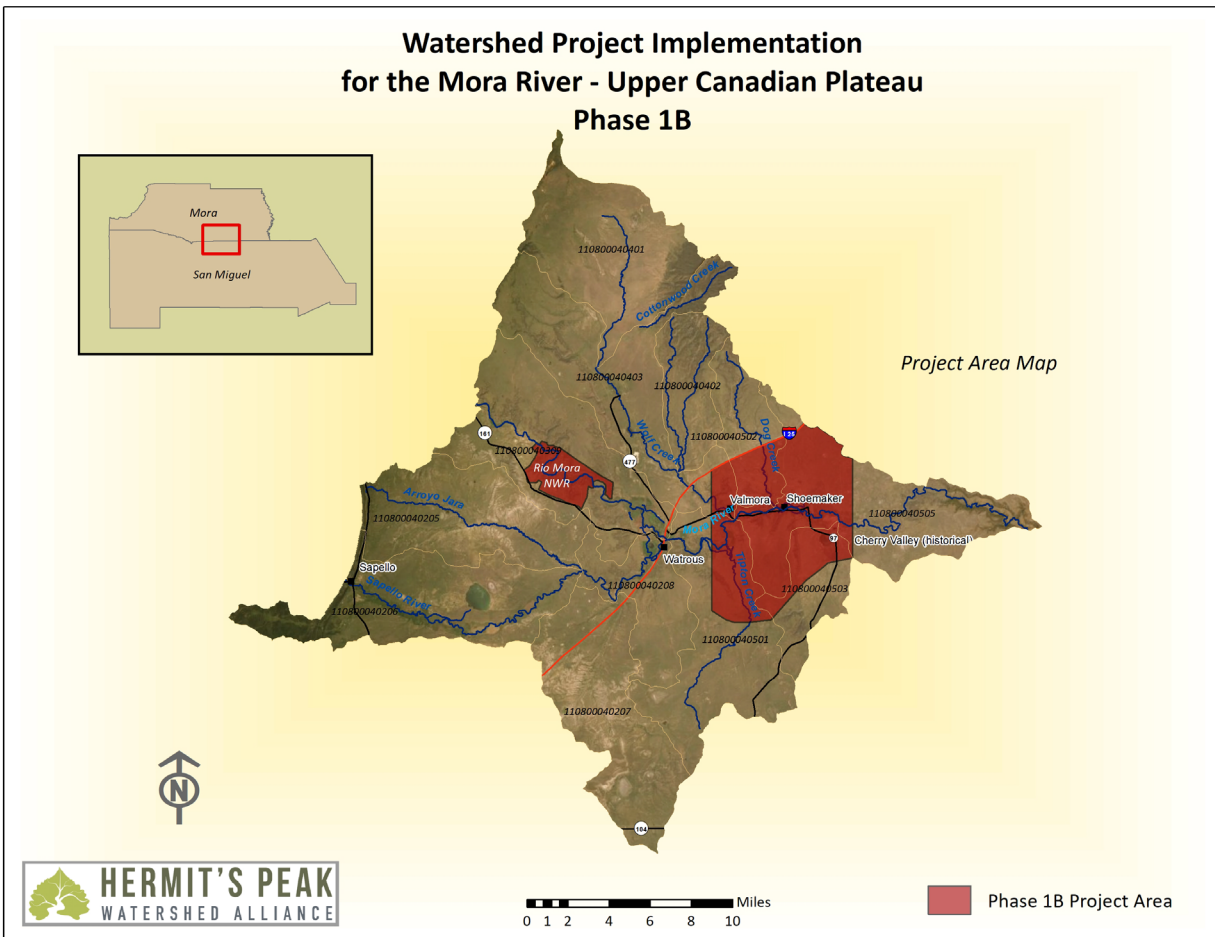 Watershed Project Implementation
for the Mora River - Upper Canadian Plateau
Phase 1B
Mora
San Miguel
Project Area Map
110800040401
Cottonwood Creek
110800040403
110800040402
161
Wolf Creek
110800040502
Dog Creek
I 25
110800040309
Rio Mora
NWR
477
Arroyo Jara
110800040205
Valmora
Shoemaker
110800040505
Mora River
67
Cherry Valley (historical)
Watrous
Sapello
Sapello River
110800040206
110800040208
Tipton Creek
110800040503
110800040501
110800040207
N
104
HERMIT'S PEAK
WATERSHED ALLIANCE
Miles
0 1 2 4 6 8 10
Phase 1B Project Area